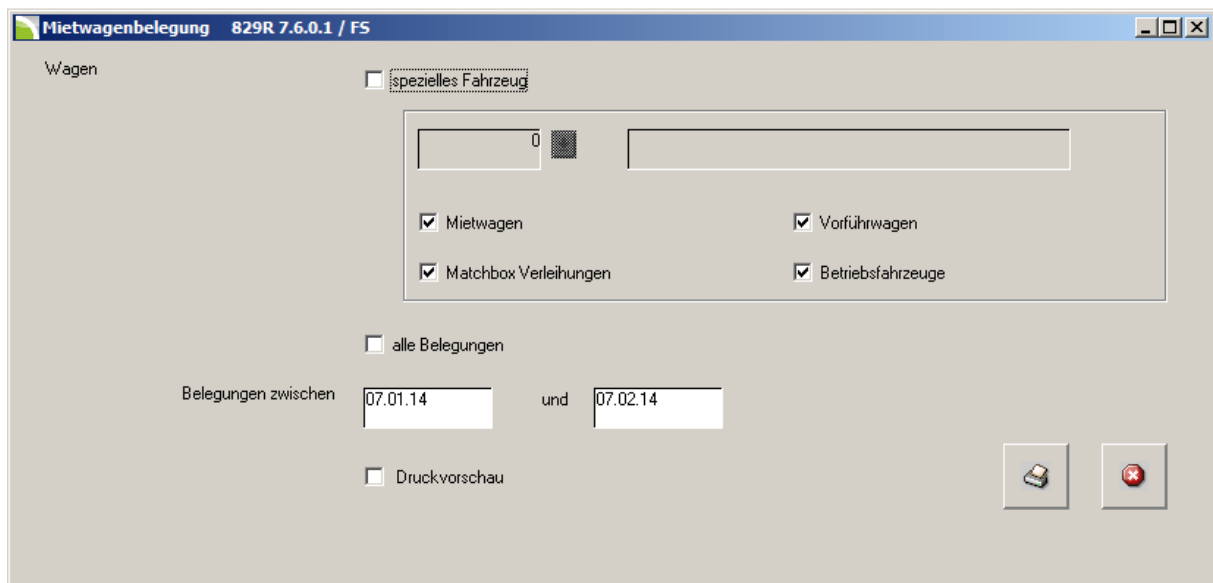 Mietwagenbelegung 829R 7.6.0.1 / FS
Wagen
spezielles Fahrzeug
0
Mietwagen
Vorführwagen
Matchbox Verleihungen
Betriebsfahrzeuge
alle Belegungen
Belegungen zwischen 07.01.14 und 07.02.14
Druckvorschau